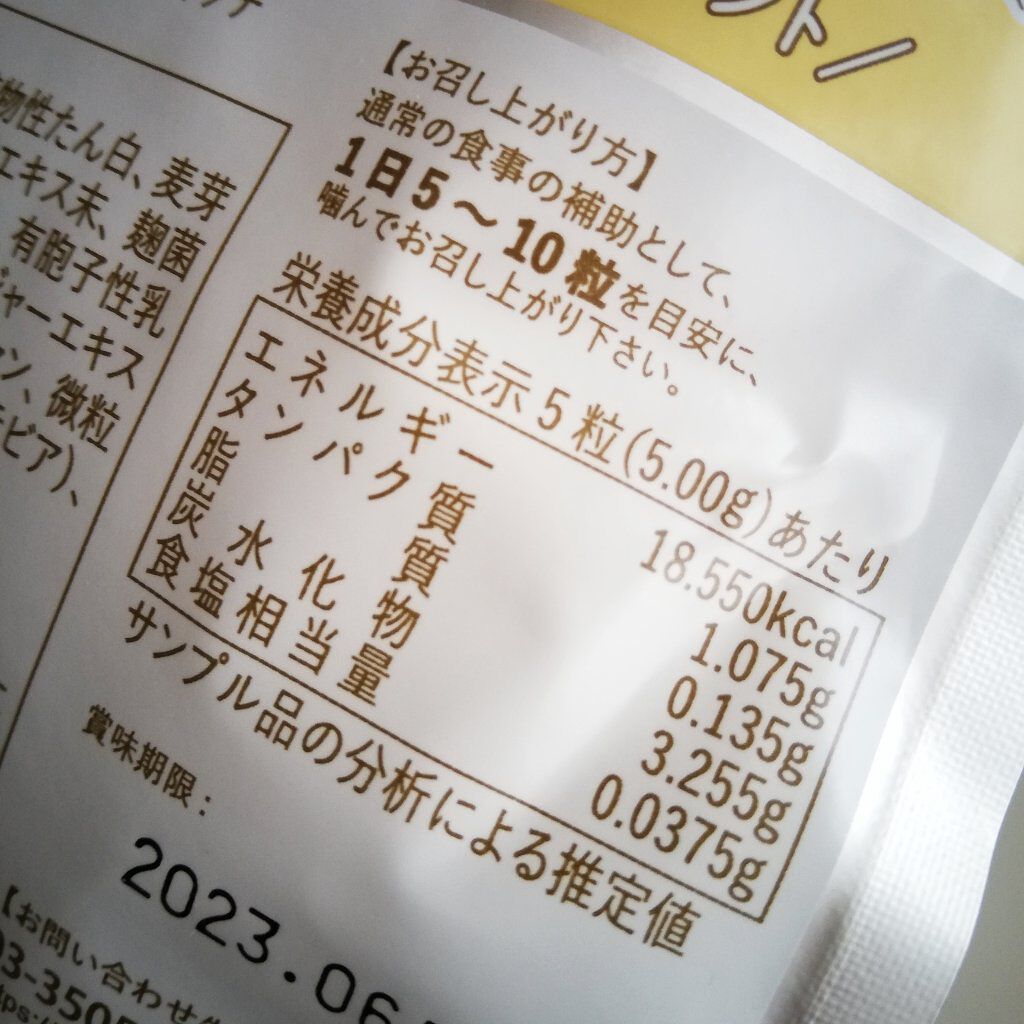 ント/
物性たん白、麦芽
エキス末、麹菌
有胞子性乳
ジャーエキス
ン、微粒
ビア)、
【お召し上がり方】
通常の食事の補助として、
1日5～10粒を目安に、
噛んでお召し上がり下さい。
栄養成分表示5粒(5.00g)あたり
エネルギー 18.550kcal
タンパク質 1.075g
脂質 0.135g
炭水化物 3.255g
食塩相当量 0.0375g
サンプル品の分析による推定値
賞味期限：
2023.06
【お問い合わせ
03-350